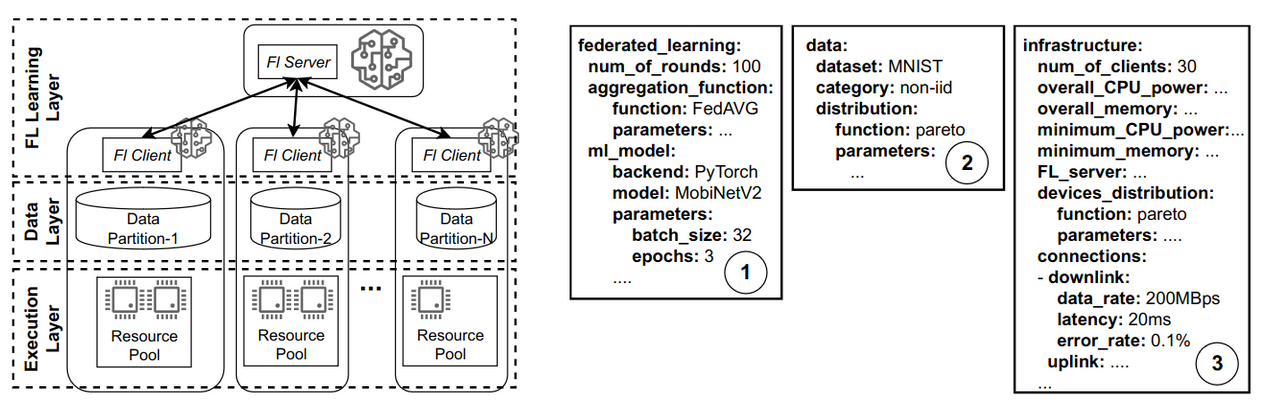 FL Learning
Layer
Fl Server
Fl Client
Fl Client
Fl Client
Data
Layer
Data
Partition-1
Data
Partition-2
Data
Partition-N
Execution
Layer
Resource
Pool
Resource
Pool
...
Resource
Pool
federated_learning:
num_of_rounds: 100
aggregation_function:
function: FedAVG
parameters: ...
ml_model:
backend: PyTorch
model: MobiNetV2
parameters:
batch_size: 32
epochs: 3
....
1
data:
dataset: MNIST
category: non-iid
distribution:
function: pareto
parameters:
...
2
infrastructure:
num_of_clients: 30
overall_CPU_power: ...
overall_memory: ...
minimum_CPU_power:...
minimum_memory: ...
FL_server: ...
devices_distribution:
function: pareto
parameters: ....
connections:
- downlink:
data_rate: 200MBps
latency: 20ms
error_rate: 0.1%
uplink: ....
...
3